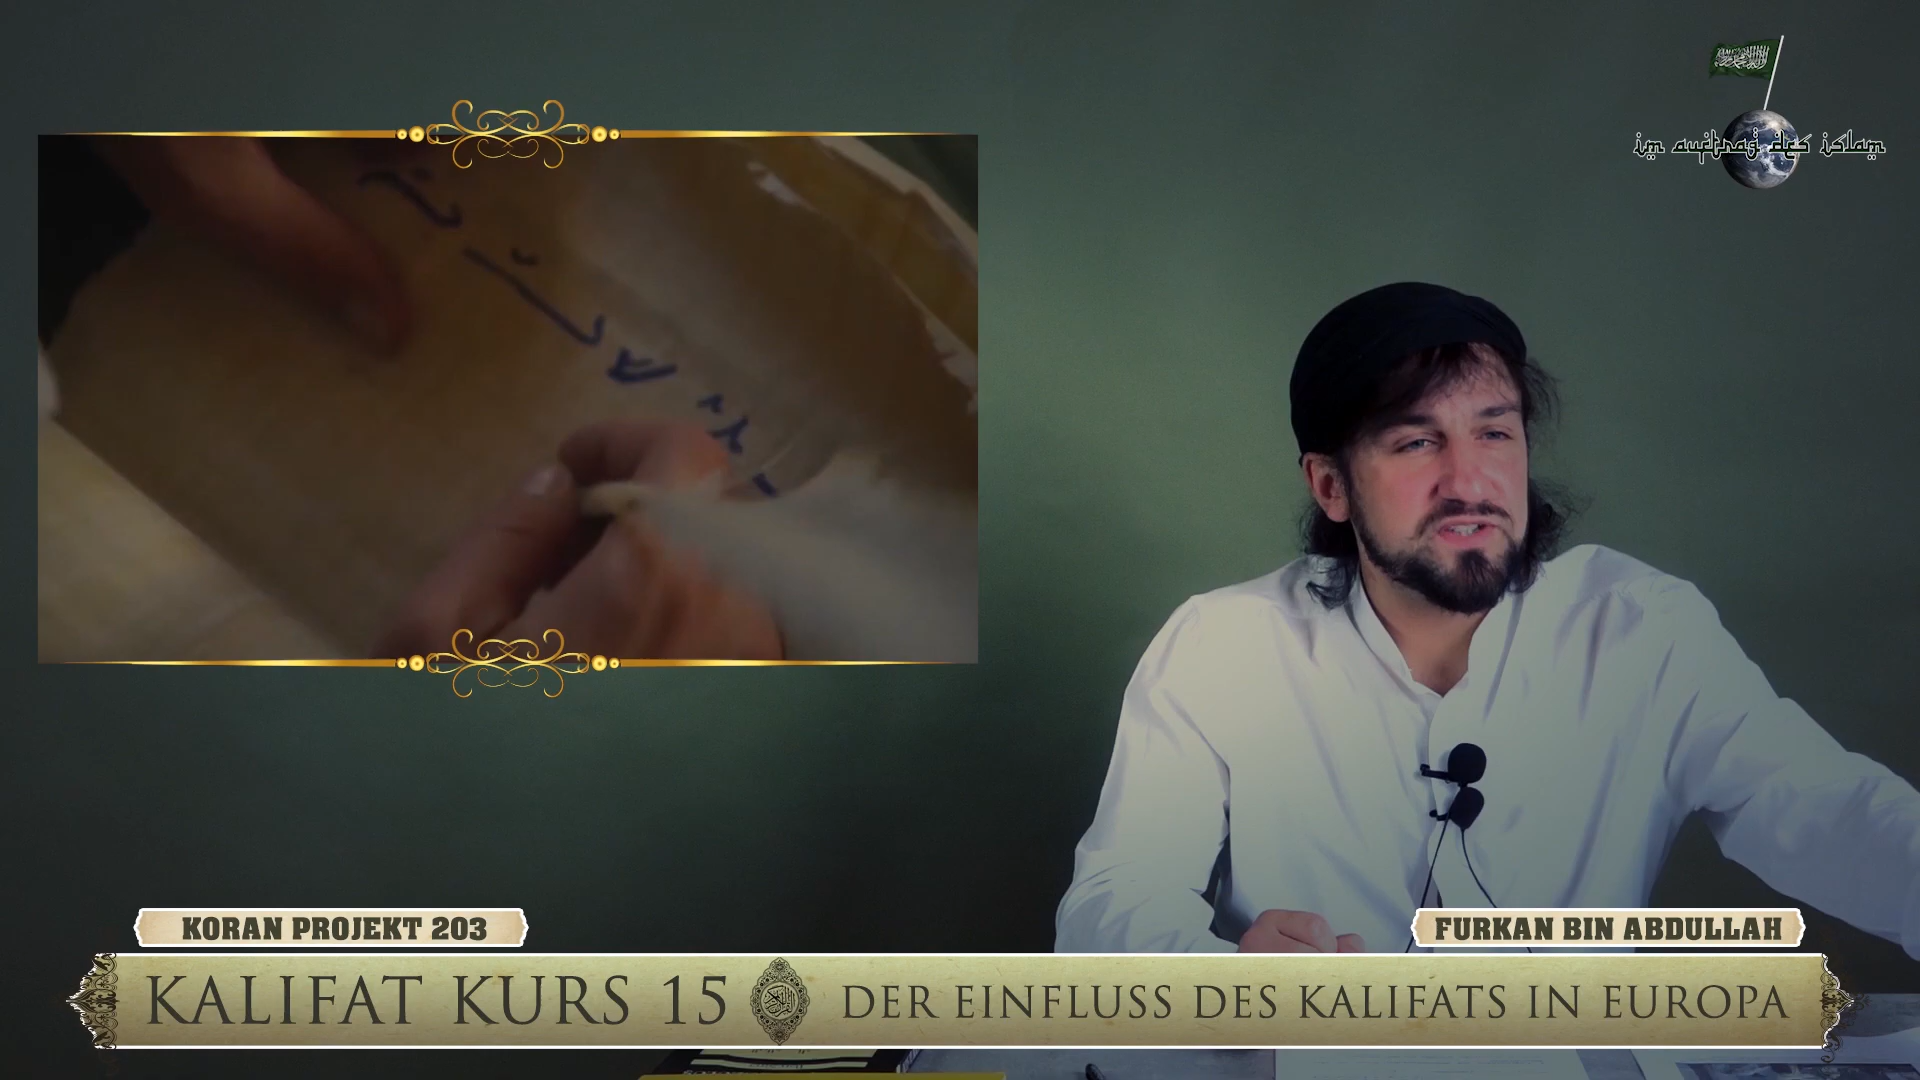 im auftrag des islam
KORAN PROJEKT 203
FURKAN BIN ABDULLAH
KALIFAT KURS 15
DER EINFLUSS DES KALIFATS IN EUROPA